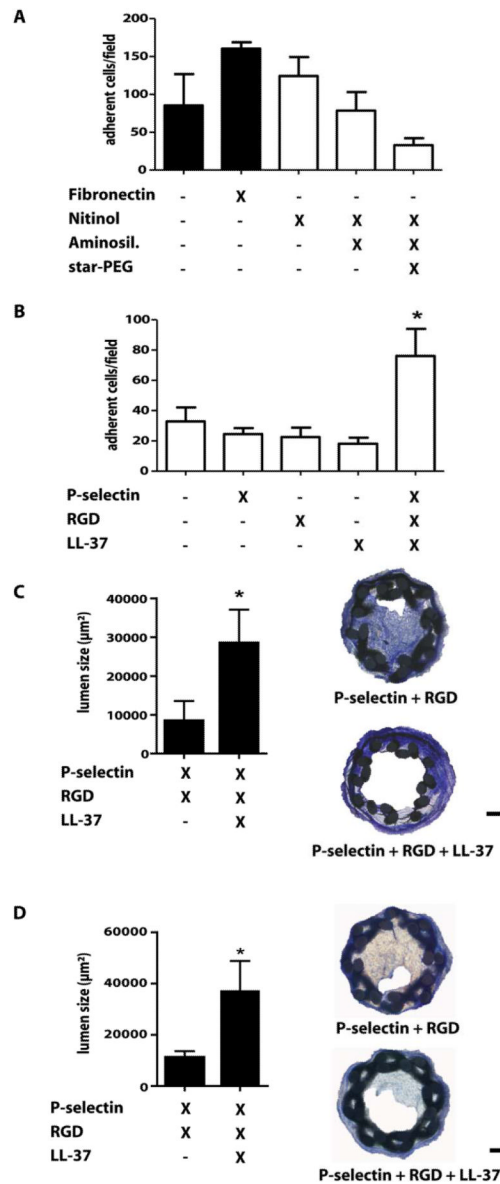 A
adherent cells/field
200
150
100
50
0
Fibronectin - X - - -
Nitinol - - X X X
Aminosil. - - - X X
star-PEG - - - - X
B
adherent cells/field
100
80
60
40
20
0
*
P-selectin - X - - X
RGD - - X - X
LL-37 - - - X X
C
lumen size (µm²)
40000
30000
20000
10000
0
*
P-selectin X X
RGD X X
LL-37 - X
P-selectin + RGD
P-selectin + RGD + LL-37
D
lumen size (µm²)
60000
40000
20000
0
*
P-selectin X X
RGD X X
LL-37 - X
P-selectin + RGD
P-selectin + RGD + LL-37